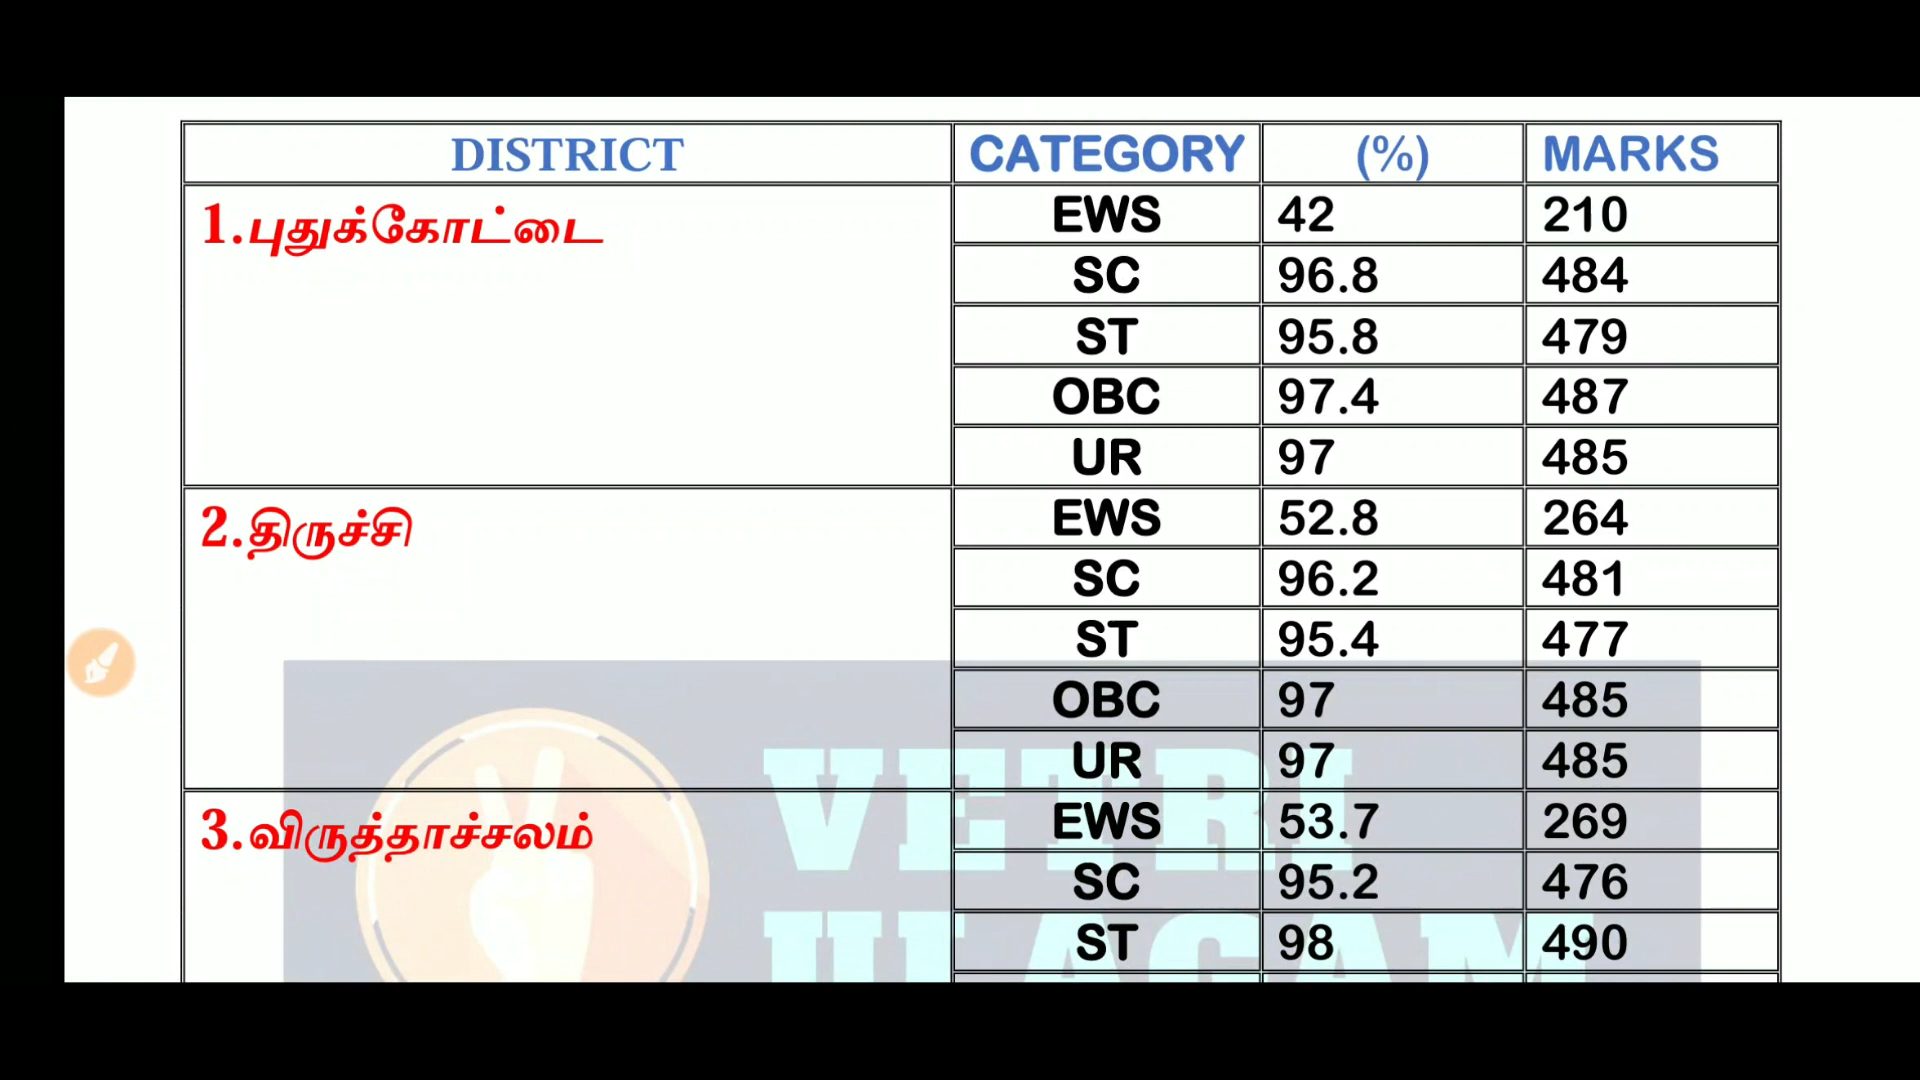 DISTRICT CATEGORY (%) MARKS
1.புதுக்கோட்டை EWS 42 210
SC 96.8 484
ST 95.8 479
OBC 97.4 487
UR 97 485
2.திருச்சி EWS 52.8 264
SC 96.2 481
ST 95.4 477
OBC 97 485
UR 97 485
3.விருத்தாச்சலம் EWS 53.7 269
SC 95.2 476
ST 98 490
VETRI
ULAGAM